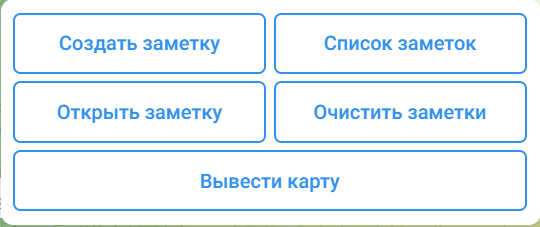 Создать заметку
Список заметок
Открыть заметку
Очистить заметки
Вывести карту